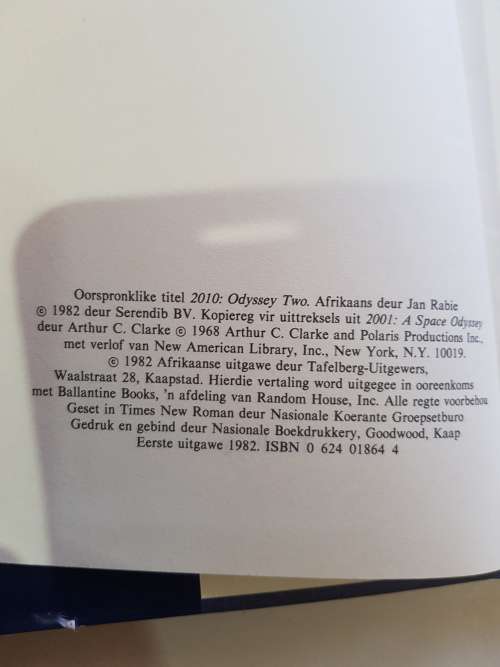 Oorspronklike titel 2010: Odyssey Two. Afrikaans deur Jan Rabie
© 1982 deur Serendib BV. Kopiereg vir uittreksels uit 2001: A Space Odyssey
deur Arthur C. Clarke © 1968 Arthur C. Clarke and Polaris Productions Inc.,
met verlof van New American Library, Inc., New York, N.Y. 10019.
© 1982 Afrikaanse uitgawe deur Tafelberg-Uitgewers,
Waalstraat 28, Kaapstad. Hierdie vertaling word uitgegee in ooreenkoms
met Ballantine Books, 'n afdeling van Random House, Inc. Alle regte voorbehou
Geset in Times New Roman deur Nasionale Koerante Groepsetburo
Gedruk en gebind deur Nasionale Boekdrukkery, Goodwood, Kaap
Eerste uitgawe 1982. ISBN 0 624 01864 4